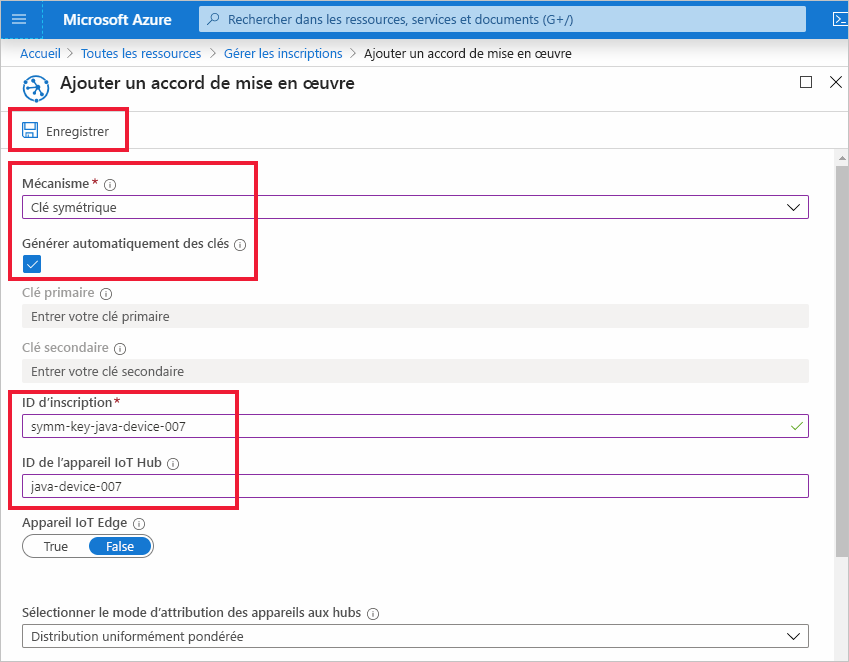 Microsoft Azure
Rechercher dans les ressources, services et documents (G+/)
Accueil > Toutes les ressources > Gérer les inscriptions > Ajouter un accord de mise en œuvre
Ajouter un accord de mise en œuvre
Enregistrer
Mécanisme *
Clé symétrique
Générer automatiquement des clés
Clé primaire
Entrer votre clé primaire
Clé secondaire
Entrer votre clé secondaire
ID d'inscription*
symm-key-java-device-007
ID de l'appareil IoT Hub
java-device-007
Appareil IoT Edge
True False
Sélectionner le mode d'attribution des appareils aux hubs
Distribution uniformément pondérée